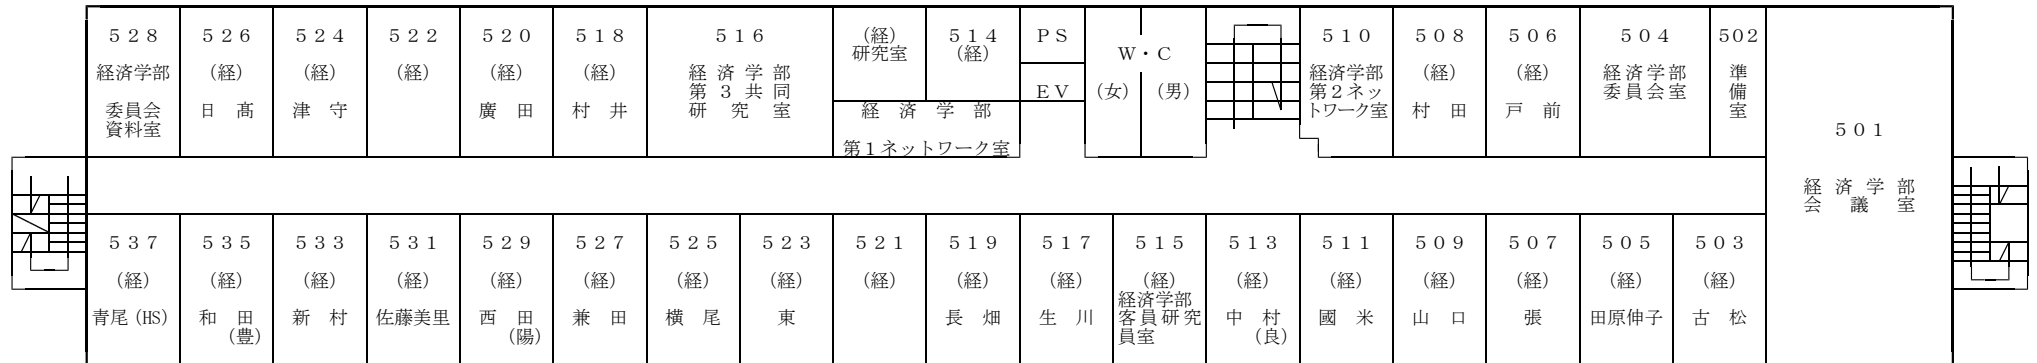 ５２８
経済学部
委員会
資料室
５２６
（経）
日　髙
５２４
（経）
津　守
５２２
（経）
５２０
（経）
廣　田
５１８
（経）
村　井
５１６
経 済 学 部
第 ３ 共 同
研　究　室
（経）
研究室
５１４
（経）
経　済　学　部
第１ネットワーク室
ＰＳ
ＥＶ
Ｗ・Ｃ
（女）
（男）
５１０
経済学部
第２ネッ
トワーク室
５０８
（経）
村　田
５０６
（経）
戸　前
５０４
経済学部
委員会室
502
準
備
室
５０１
経　済　学　部
会　議　室
５３７
（経）
青尾(HS)
５３５
（経）
和　田
（豊）
５３３
（経）
新　村
５３１
（経）
佐藤美里
５２９
（経）
西　田
（陽）
５２７
（経）
兼　田
５２５
（経）
横　尾
５２３
（経）
東
５２１
（経）
５１９
（経）
長　畑
５１７
（経）
生　川
５１５
（経）
経済学部
客員研究
員室
５１３
（経）
中　村
（良）
５１１
（経）
國　米
５０９
（経）
山　口
５０７
（経）
張
５０５
（経）
田原伸子
５０３
（経）
古　松